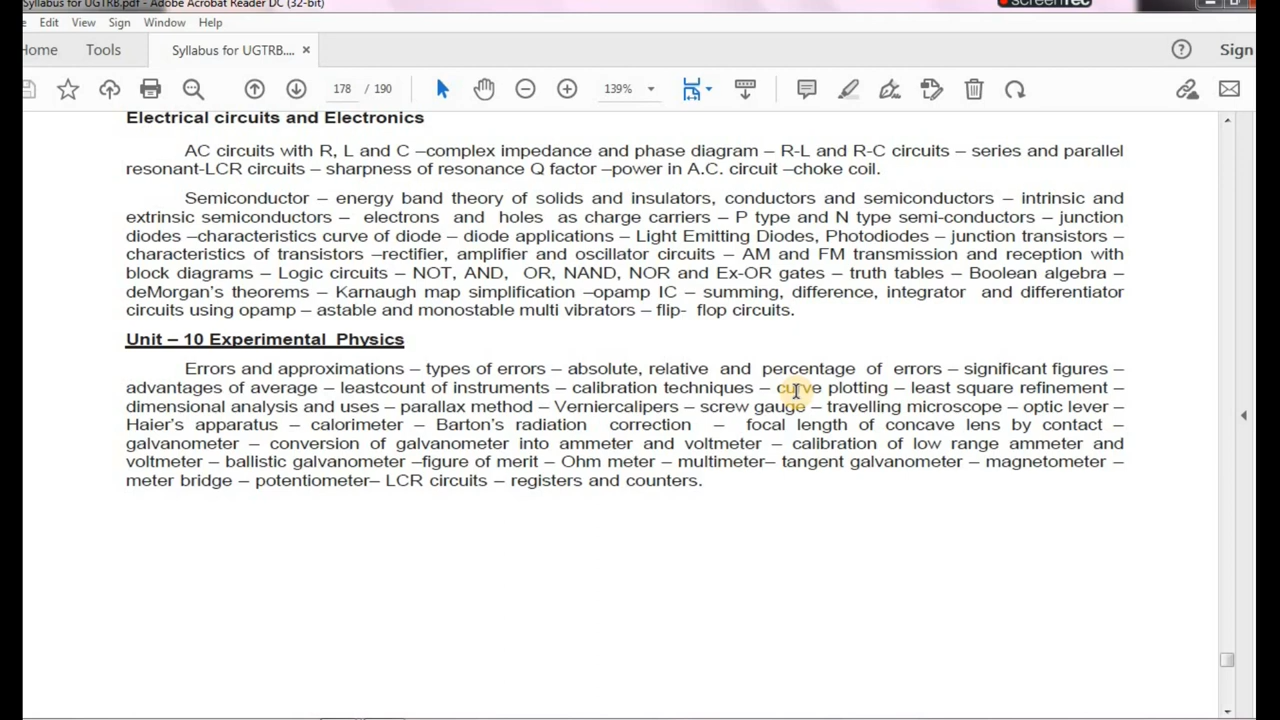 Syllabus for UGTRB.pdf - Adobe Acrobat Reader DC (32-bit)
Edit View Sign Window Help
Home Tools Syllabus for UGTRB.... × Sign
178 / 190 139%
Electrical circuits and Electronics
AC circuits with R, L and C –complex impedance and phase diagram – R-L and R-C circuits – series and parallel
resonant-LCR circuits – sharpness of resonance Q factor –power in A.C. circuit –choke coil.
Semiconductor – energy band theory of solids and insulators, conductors and semiconductors – intrinsic and
extrinsic semiconductors – electrons and holes as charge carriers – P type and N type semi-conductors – junction
diodes –characteristics curve of diode – diode applications – Light Emitting Diodes, Photodiodes – junction transistors –
characteristics of transistors –rectifier, amplifier and oscillator circuits – AM and FM transmission and reception with
block diagrams – Logic circuits – NOT, AND, OR, NAND, NOR and Ex-OR gates – truth tables – Boolean algebra –
deMorgan's theorems – Karnaugh map simplification –opamp IC – summing, difference, integrator and differentiator
circuits using opamp – astable and monostable multi vibrators – flip- flop circuits.
Unit – 10 Experimental Physics
Errors and approximations – types of errors – absolute, relative and percentage of errors – significant figures –
advantages of average – leastcount of instruments – calibration techniques – curve plotting – least square refinement –
dimensional analysis and uses – parallax method – Verniercalipers – screw gauge – travelling microscope – optic lever –
Haier's apparatus – calorimeter – Barton's radiation correction – focal length of concave lens by contact –
galvanometer – conversion of galvanometer into ammeter and voltmeter – calibration of low range ammeter and
voltmeter – ballistic galvanometer –figure of merit – Ohm meter – multimeter– tangent galvanometer – magnetometer –
meter bridge – potentiometer– LCR circuits – registers and counters.